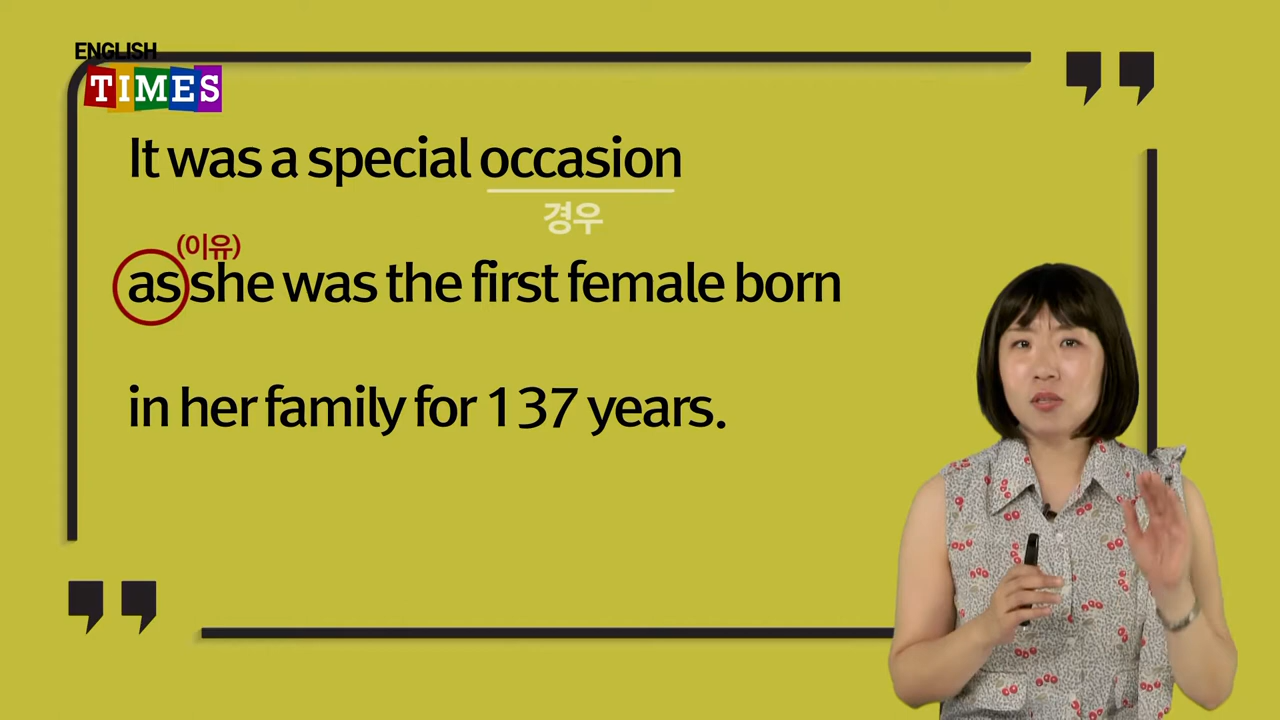 ENGLISH
TIMES
It was a special occasion
경우
(이유)
as she was the first female born
in her family for 137 years.